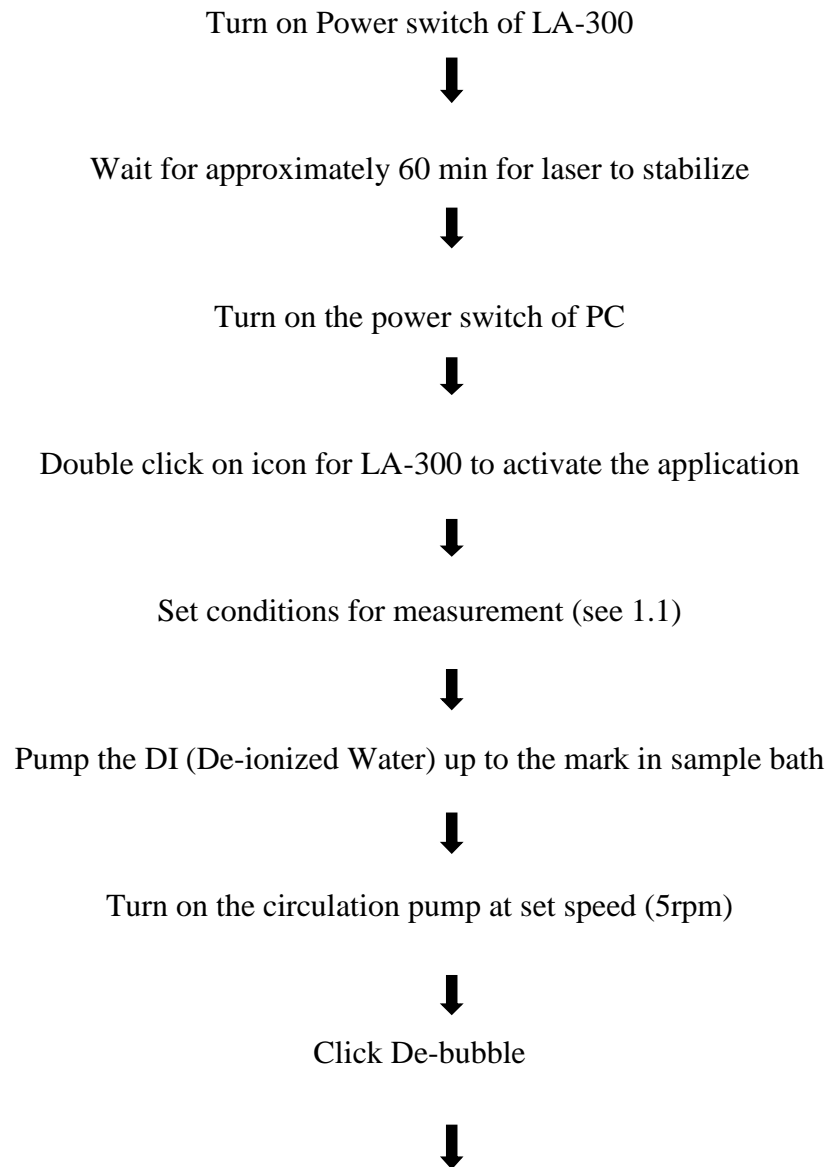 Turn on Power switch of LA-300
Wait for approximately 60 min for laser to stabilize
Turn on the power switch of PC
Double click on icon for LA-300 to activate the application
Set conditions for measurement (see 1.1)
Pump the DI (De-ionized Water) up to the mark in sample bath
Turn on the circulation pump at set speed (5rpm)
Click De-bubble